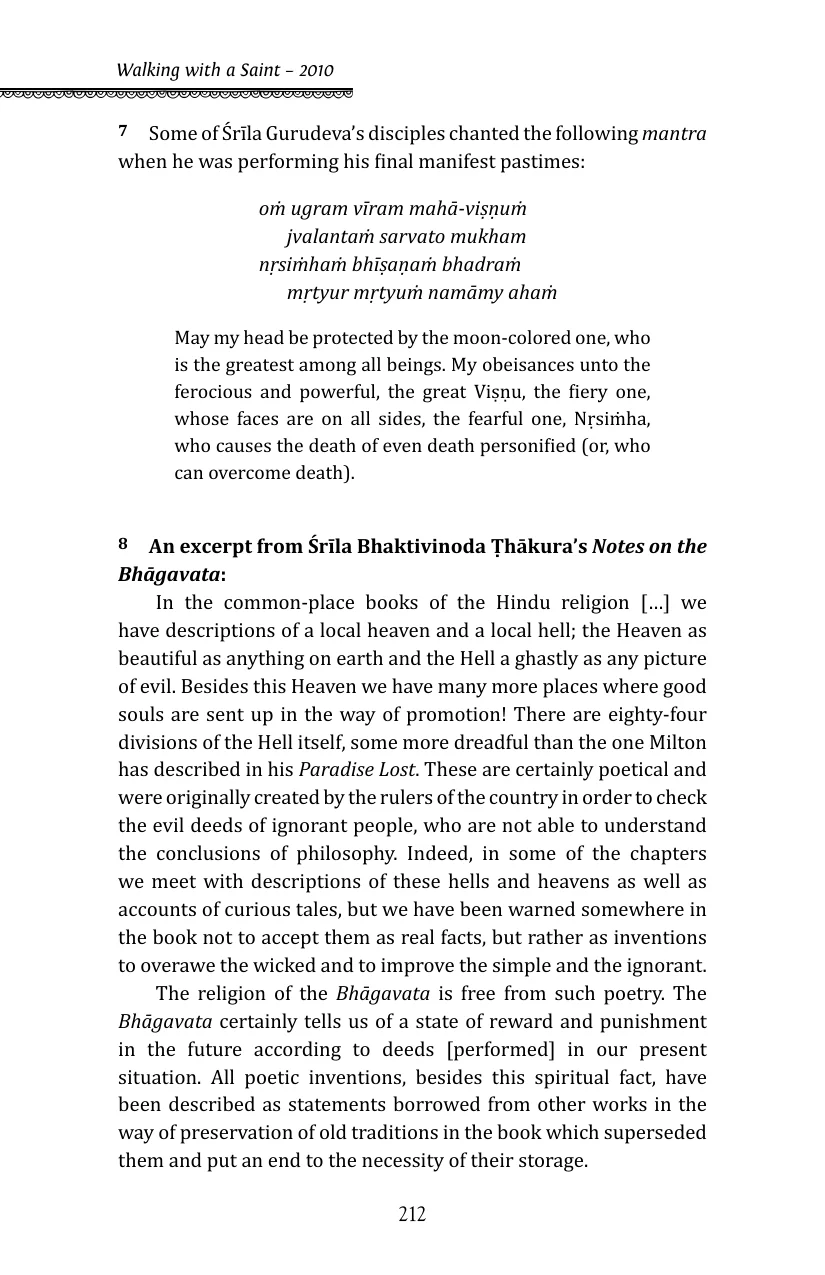 Walking with a Saint – 2010
7 Some of Śrīla Gurudeva’s disciples chanted the following mantra
when he was performing his final manifest pastimes:
oṁ ugram vīram mahā-viṣṇuṁ
jvalantaṁ sarvato mukham
nṛsiṁhaṁ bhīṣaṇaṁ bhadraṁ
mṛtyur mṛtyuṁ namāmy ahaṁ
May my head be protected by the moon-colored one, who
is the greatest among all beings. My obeisances unto the
ferocious and powerful, the great Viṣṇu, the fiery one,
whose faces are on all sides, the fearful one, Nṛsiṁha,
who causes the death of even death personified (or, who
can overcome death).
8 An excerpt from Śrīla Bhaktivinoda Ṭhākura’s Notes on the
Bhāgavata:
In the common-place books of the Hindu religion [...] we
have descriptions of a local heaven and a local hell; the Heaven as
beautiful as anything on earth and the Hell a ghastly as any picture
of evil. Besides this Heaven we have many more places where good
souls are sent up in the way of promotion! There are eighty-four
divisions of the Hell itself, some more dreadful than the one Milton
has described in his Paradise Lost. These are certainly poetical and
were originally created by the rulers of the country in order to check
the evil deeds of ignorant people, who are not able to understand
the conclusions of philosophy. Indeed, in some of the chapters
we meet with descriptions of these hells and heavens as well as
accounts of curious tales, but we have been warned somewhere in
the book not to accept them as real facts, but rather as inventions
to overawe the wicked and to improve the simple and the ignorant.
The religion of the Bhāgavata is free from such poetry. The
Bhāgavata certainly tells us of a state of reward and punishment
in the future according to deeds [performed] in our present
situation. All poetic inventions, besides this spiritual fact, have
been described as statements borrowed from other works in the
way of preservation of old traditions in the book which superseded
them and put an end to the necessity of their storage.
212